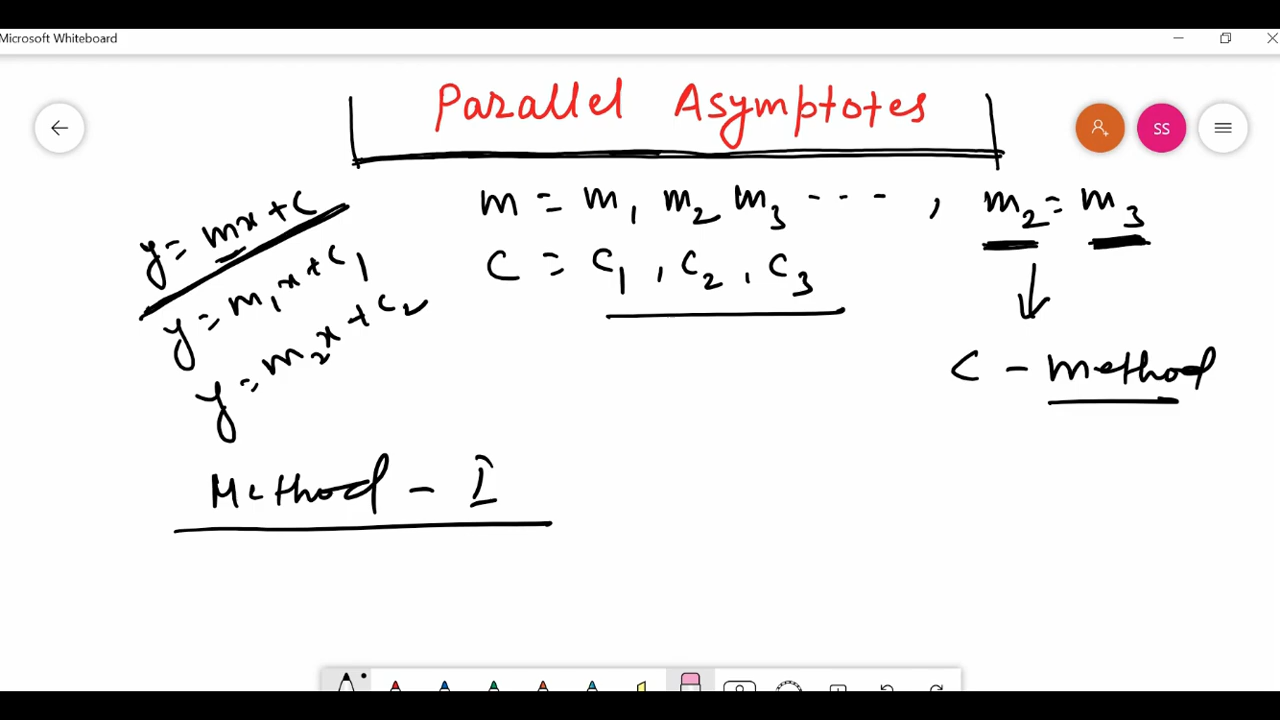 Microsoft Whiteboard
Parallel Asymptotes
SS
y = mx + c
m = m₁ m₂ m₃ ---- , m₂ = m₃
y = m₁x + c₁
c = c₁, c₂, c₃
y = m₂x + c₂
c - method
Method - I